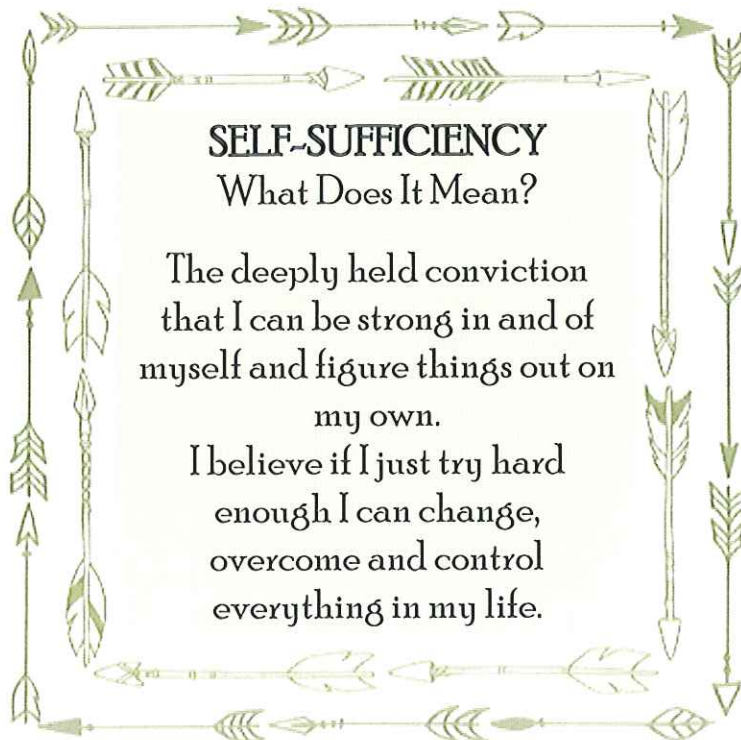 SELF-SUFFICIENCY
What Does It Mean?
The deeply held conviction
that I can be strong in and of
myself and figure things out on
my own.
I believe if I just try hard
enough I can change,
overcome and control
everything in my life.